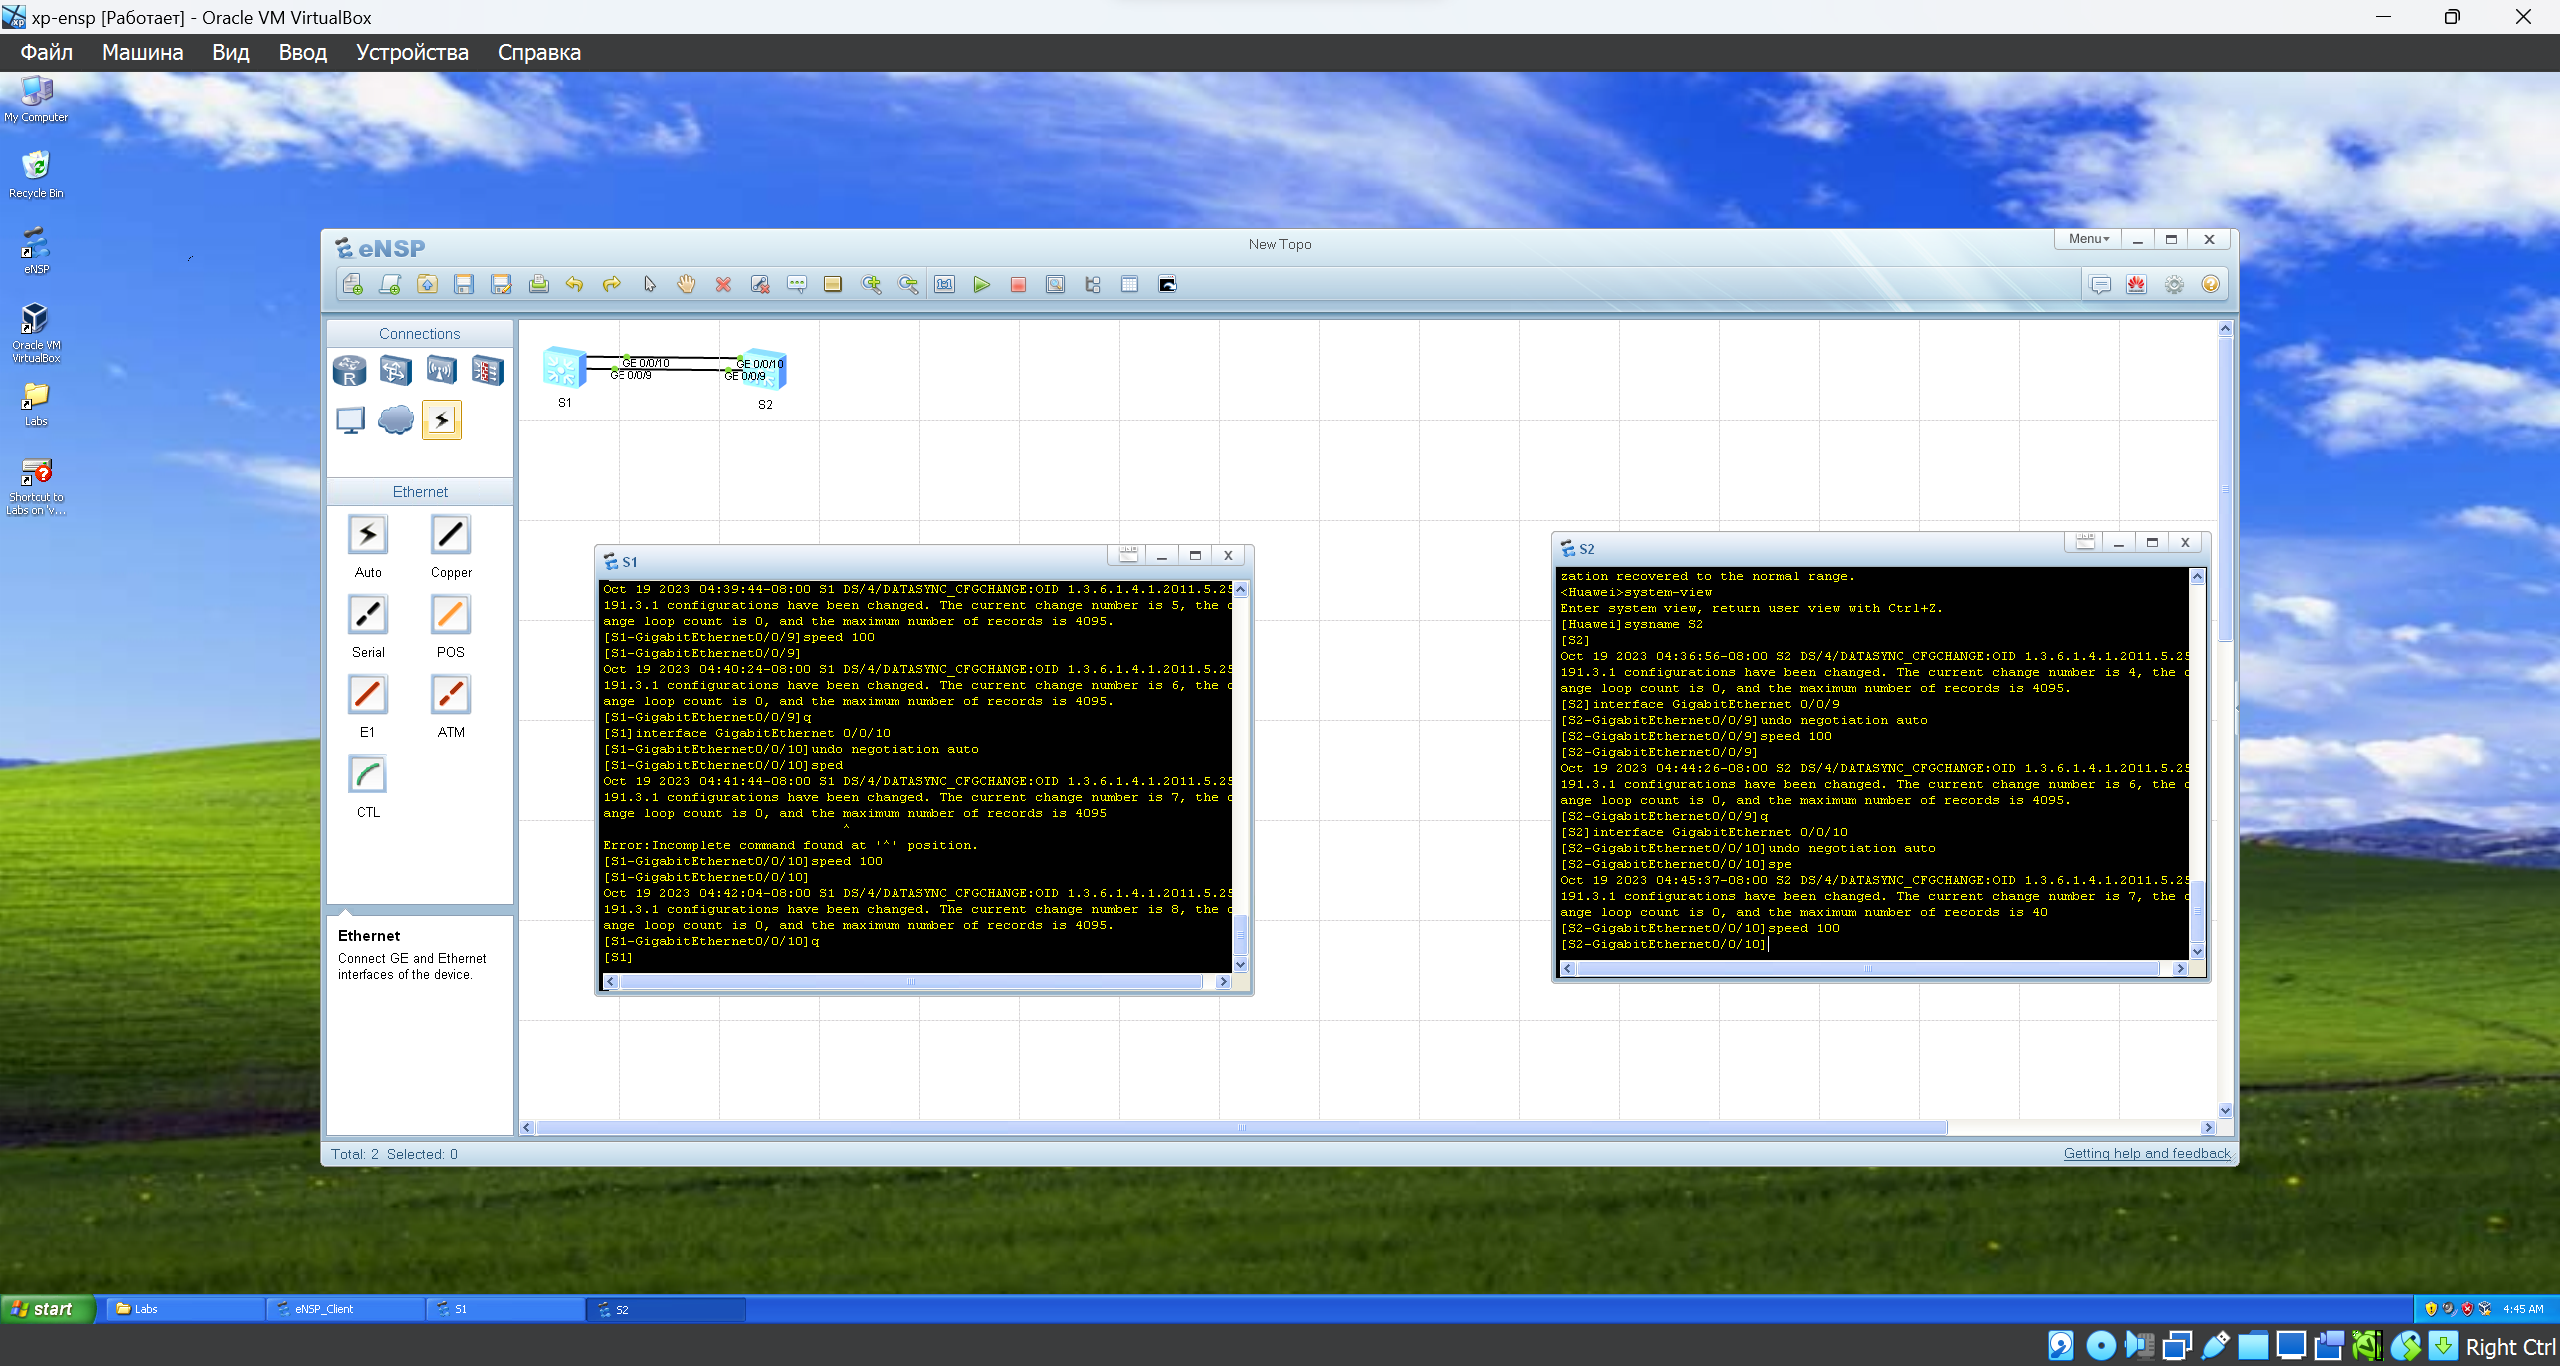 xp-ensp [Работает] - Oracle VM VirtualBox
Файл Машина Вид Ввод Устройства Справка
My Computer
Recycle Bin
eNSP
Oracle VM
VirtualBox
Labs
Shortcut to
Labs on 'v...
eNSP
New Topo
Menu
Connections
Ethernet
Auto
Copper
Serial
POS
E1
ATM
CTL
Ethernet
Connect GE and Ethernet
interfaces of the device.
GE 0/0/10
GE 0/0/9
GE 0/0/10
GE 0/0/9
S1
S2
S1
Oct 19 2023 04:39:44-08:00 S1 DS/4/DATASYNC_CFGCHANGE:OID 1.3.6.1.4.1.2011.5.25
191.3.1 configurations have been changed. The current change number is 5, the c
ange loop count is 0, and the maximum number of records is 4095.
[S1-GigabitEthernet0/0/9]speed 100
[S1-GigabitEthernet0/0/9]
Oct 19 2023 04:40:24-08:00 S1 DS/4/DATASYNC_CFGCHANGE:OID 1.3.6.1.4.1.2011.5.25
191.3.1 configurations have been changed. The current change number is 6, the c
ange loop count is 0, and the maximum number of records is 4095.
[S1-GigabitEthernet0/0/9]q
[S1]interface GigabitEthernet 0/0/10
[S1-GigabitEthernet0/0/10]undo negotiation auto
[S1-GigabitEthernet0/0/10]sped
Oct 19 2023 04:41:44-08:00 S1 DS/4/DATASYNC_CFGCHANGE:OID 1.3.6.1.4.1.2011.5.25
191.3.1 configurations have been changed. The current change number is 7, the c
ange loop count is 0, and the maximum number of records is 4095
^
Error:Incomplete command found at '^' position.
[S1-GigabitEthernet0/0/10]speed 100
[S1-GigabitEthernet0/0/10]
Oct 19 2023 04:42:04-08:00 S1 DS/4/DATASYNC_CFGCHANGE:OID 1.3.6.1.4.1.2011.5.25
191.3.1 configurations have been changed. The current change number is 8, the c
ange loop count is 0, and the maximum number of records is 4095.
[S1-GigabitEthernet0/0/10]q
[S1]
S2
zation recovered to the normal range.
<Huawei>system-view
Enter system view, return user view with Ctrl+Z.
[Huawei]sysname S2
[S2]
Oct 19 2023 04:36:56-08:00 S2 DS/4/DATASYNC_CFGCHANGE:OID 1.3.6.1.4.1.2011.5.25
191.3.1 configurations have been changed. The current change number is 4, the c
ange loop count is 0, and the maximum number of records is 4095.
[S2]interface GigabitEthernet 0/0/9
[S2-GigabitEthernet0/0/9]undo negotiation auto
[S2-GigabitEthernet0/0/9]speed 100
[S2-GigabitEthernet0/0/9]
Oct 19 2023 04:44:26-08:00 S2 DS/4/DATASYNC_CFGCHANGE:OID 1.3.6.1.4.1.2011.5.25
191.3.1 configurations have been changed. The current change number is 6, the c
ange loop count is 0, and the maximum number of records is 4095.
[S2-GigabitEthernet0/0/9]q
[S2]interface GigabitEthernet 0/0/10
[S2-GigabitEthernet0/0/10]undo negotiation auto
[S2-GigabitEthernet0/0/10]spe
Oct 19 2023 04:45:37-08:00 S2 DS/4/DATASYNC_CFGCHANGE:OID 1.3.6.1.4.1.2011.5.25
191.3.1 configurations have been changed. The current change number is 7, the c
ange loop count is 0, and the maximum number of records is 40
[S2-GigabitEthernet0/0/10]speed 100
[S2-GigabitEthernet0/0/10]
Total: 2 Selected: 0
Getting help and feedback
start
Labs
eNSP_Client
S1
S2
4:45 AM
Right Ctrl